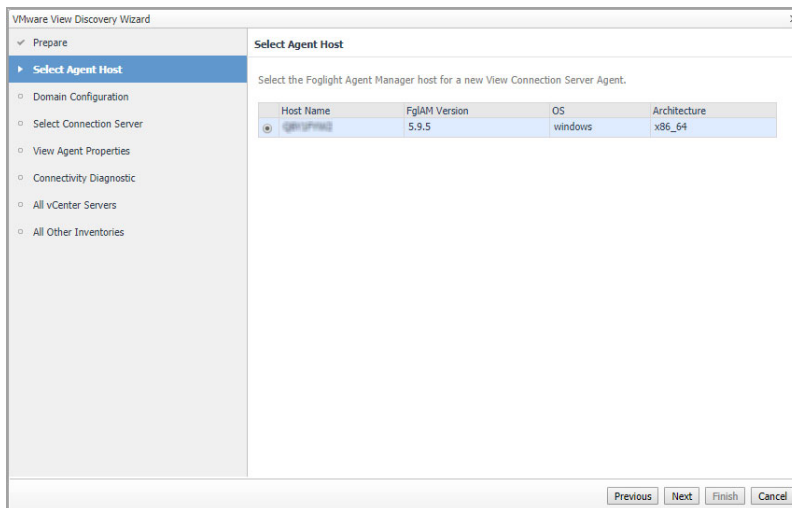 VMware View Discovery Wizard
Prepare
Select Agent Host
Domain Configuration
Select Connection Server
View Agent Properties
Connectivity Diagnostic
All vCenter Servers
All Other Inventories
Select Agent Host
Select the Foglight Agent Manager host for a new View Connection Server Agent.
Host Name FglAM Version OS Architecture
5.9.5 windows x86_64
Previous Next Finish Cancel